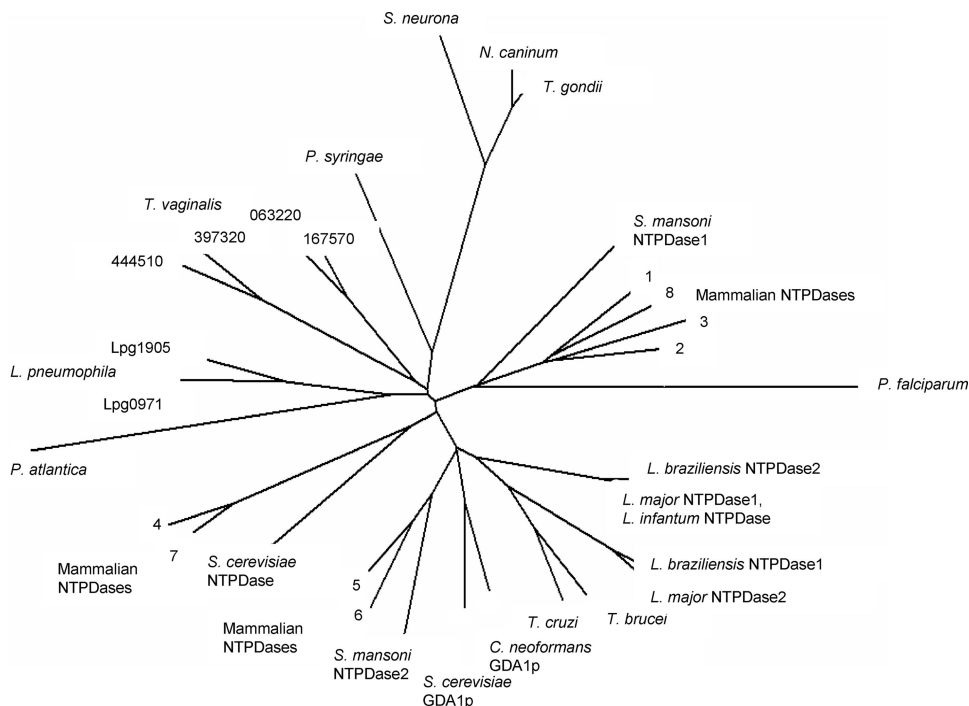 S. neurona
N. caninum
T. gondii
P. syringae
T. vaginalis
063220
397320
167570
444510
S. mansoni
NTPDase1
1
8
Mammalian NTPDases
3
2
Lpg1905
L. pneumophila
Lpg0971
P. falciparum
P. atlantica
L. braziliensis NTPDase2
L. major NTPDase1,
L. infantum NTPDase
4
7
Mammalian
NTPDases
S. cerevisiae
NTPDase
5
6
Mammalian
NTPDases
S. mansoni
NTPDase2
S. cerevisiae
GDA1p
C. neoformans
GDA1p
T. cruzi
T. brucei
L. braziliensis NTPDase1
L. major NTPDase2